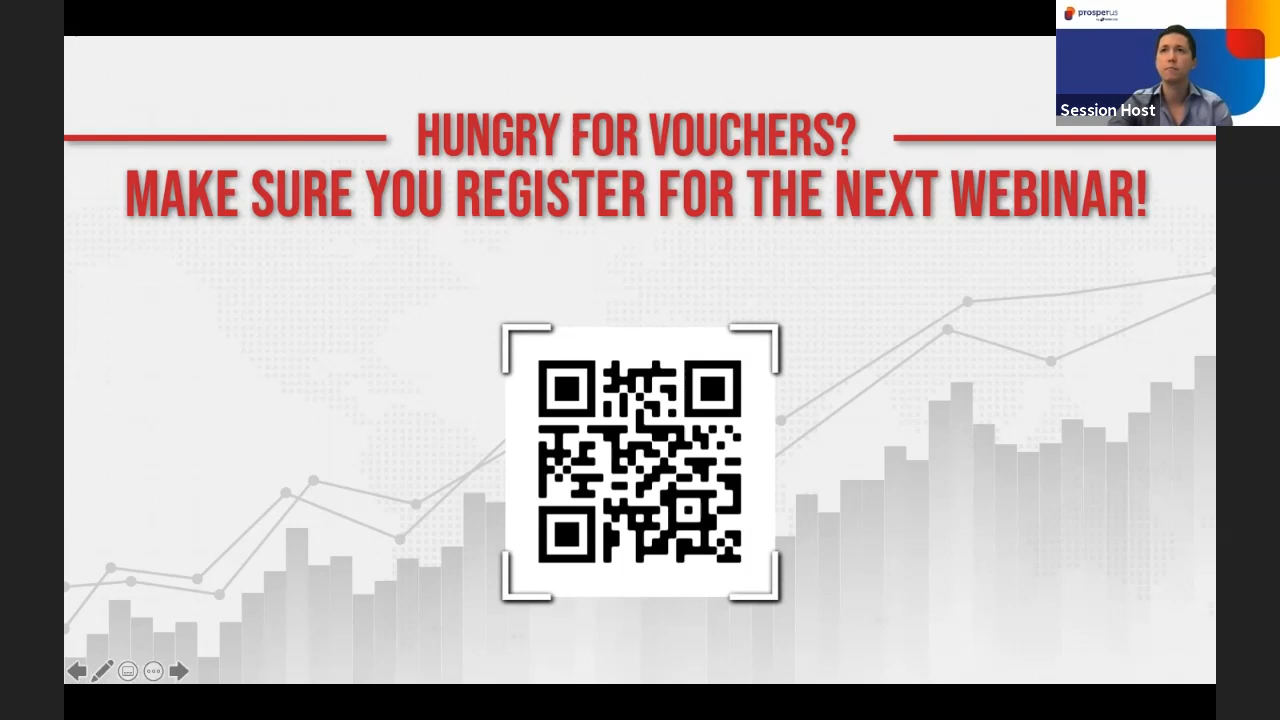 prosperus
Session Host
HUNGRY FOR VOUCHERS?
MAKE SURE YOU REGISTER FOR THE NEXT WEBINAR!